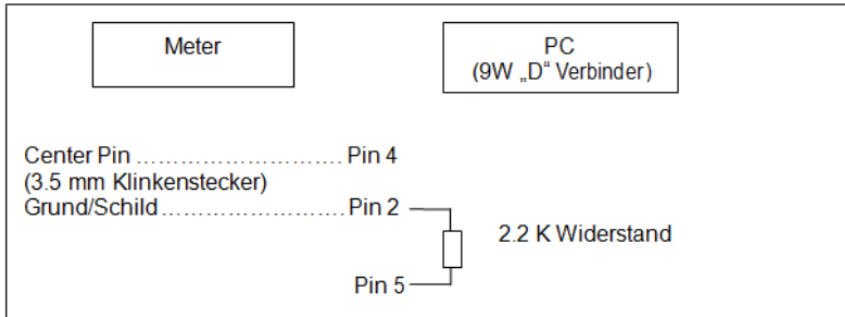 Meter
PC
(9W „D“ Verbinder)
Center Pin ................................ Pin 4
(3.5 mm Klinkenstecker)
Grund/Schild ............................ Pin 2
2.2 K Widerstand
Pin 5